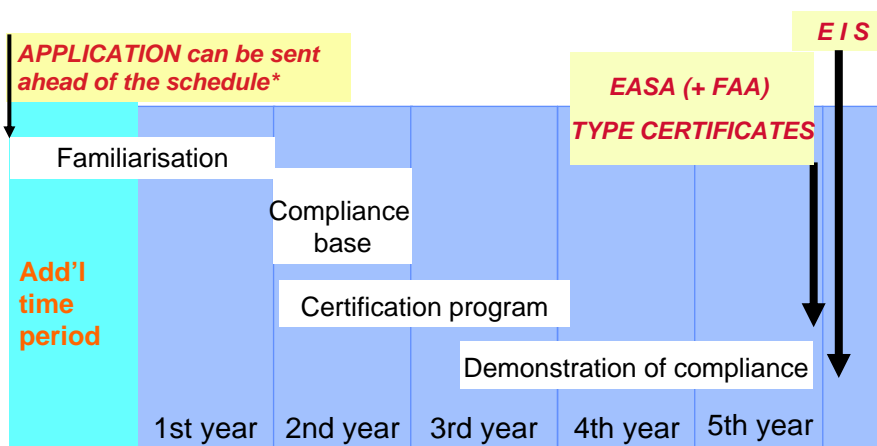 APPLICATION can be sent
ahead of the schedule*
E I S
EASA (+ FAA)
TYPE CERTIFICATES
Familiarisation
Compliance
base
Add'l
time
period
Certification program
Demonstration of compliance
1st year
2nd year
3rd year
4th year
5th year